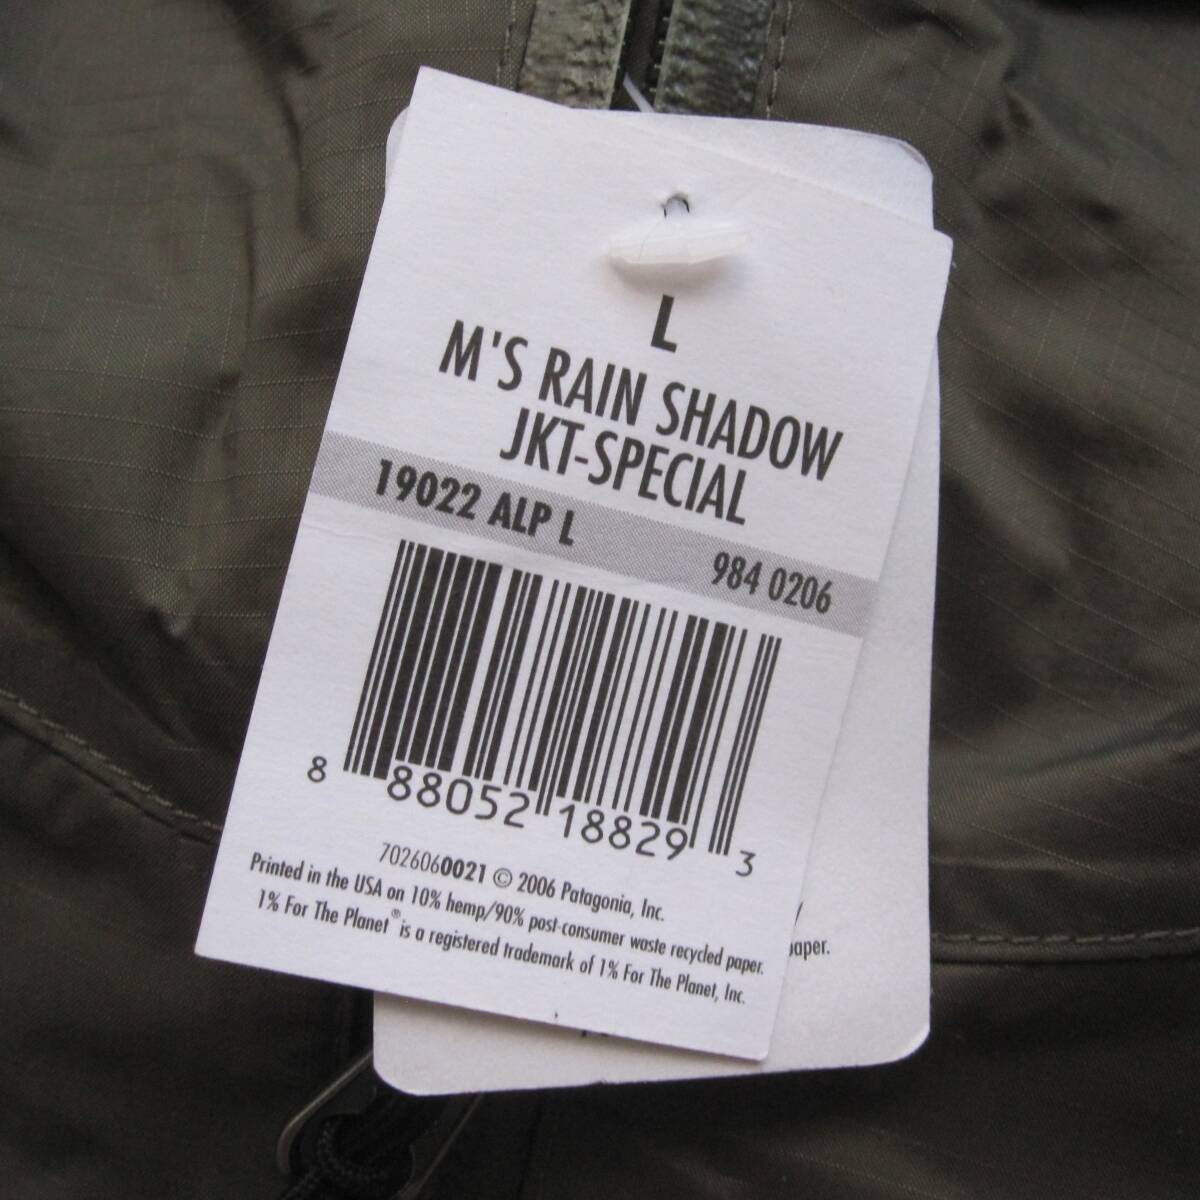 L
M'S RAIN SHADOW
JKT-SPECIAL
19022 ALP L 984 0206
8 88052 18829 3
7026060021 © 2006 Patagonia, Inc.
Printed in the USA on 10% hemp/90% post-consumer waste recycled paper.
1% For The Planet® is a registered trademark of 1% For The Planet, Inc.
paper.